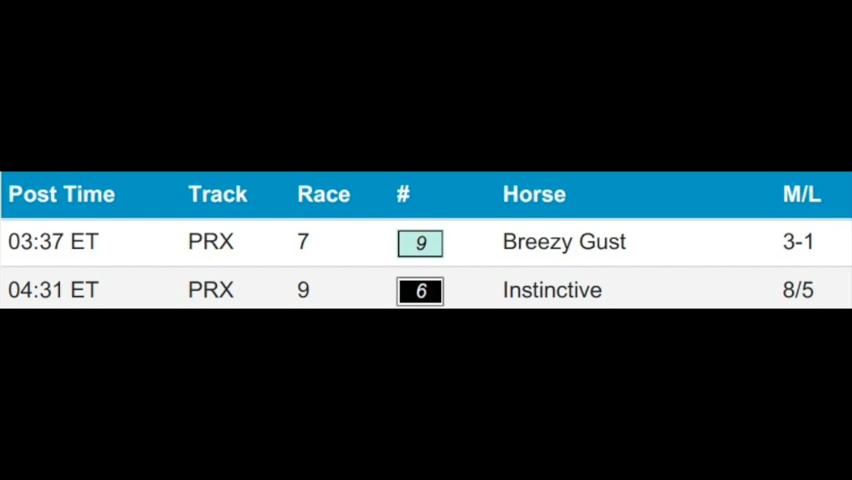 Post Time Track Race # Horse M/L
03:37 ET PRX 7 9 Breezy Gust 3-1
04:31 ET PRX 9 6 Instinctive 8/5